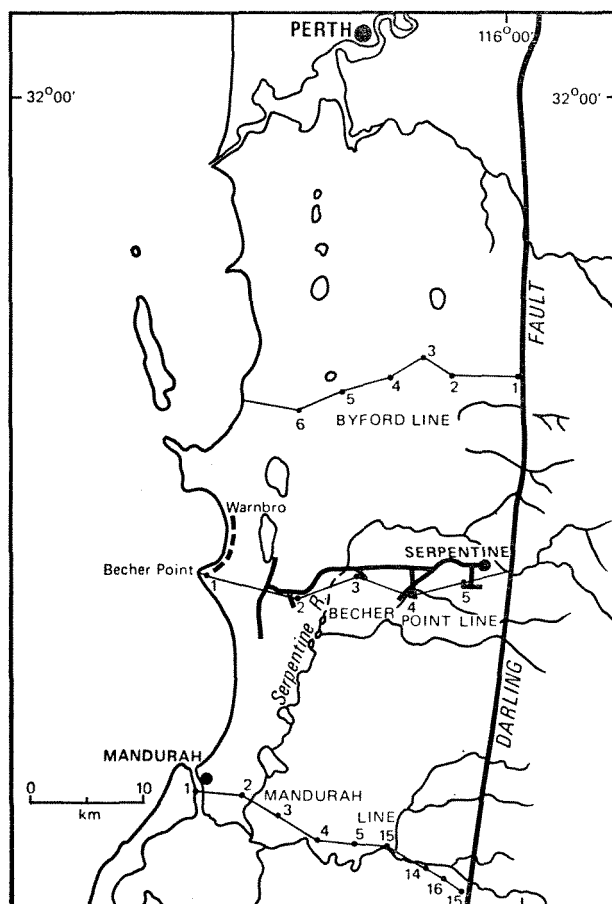 PERTH
116°00'
32°00'
32°00'
FAULT
3
4
2
1
5
6
BYFORD LINE
Warnbro
SERPENTINE
Becher Point
1
2
3
4
5
BECHER POINT LINE
Serpentine R.
DARLING
MANDURAH
0
10
km
1
2
MANDURAH
LINE
3
4
5
15
14
16
15